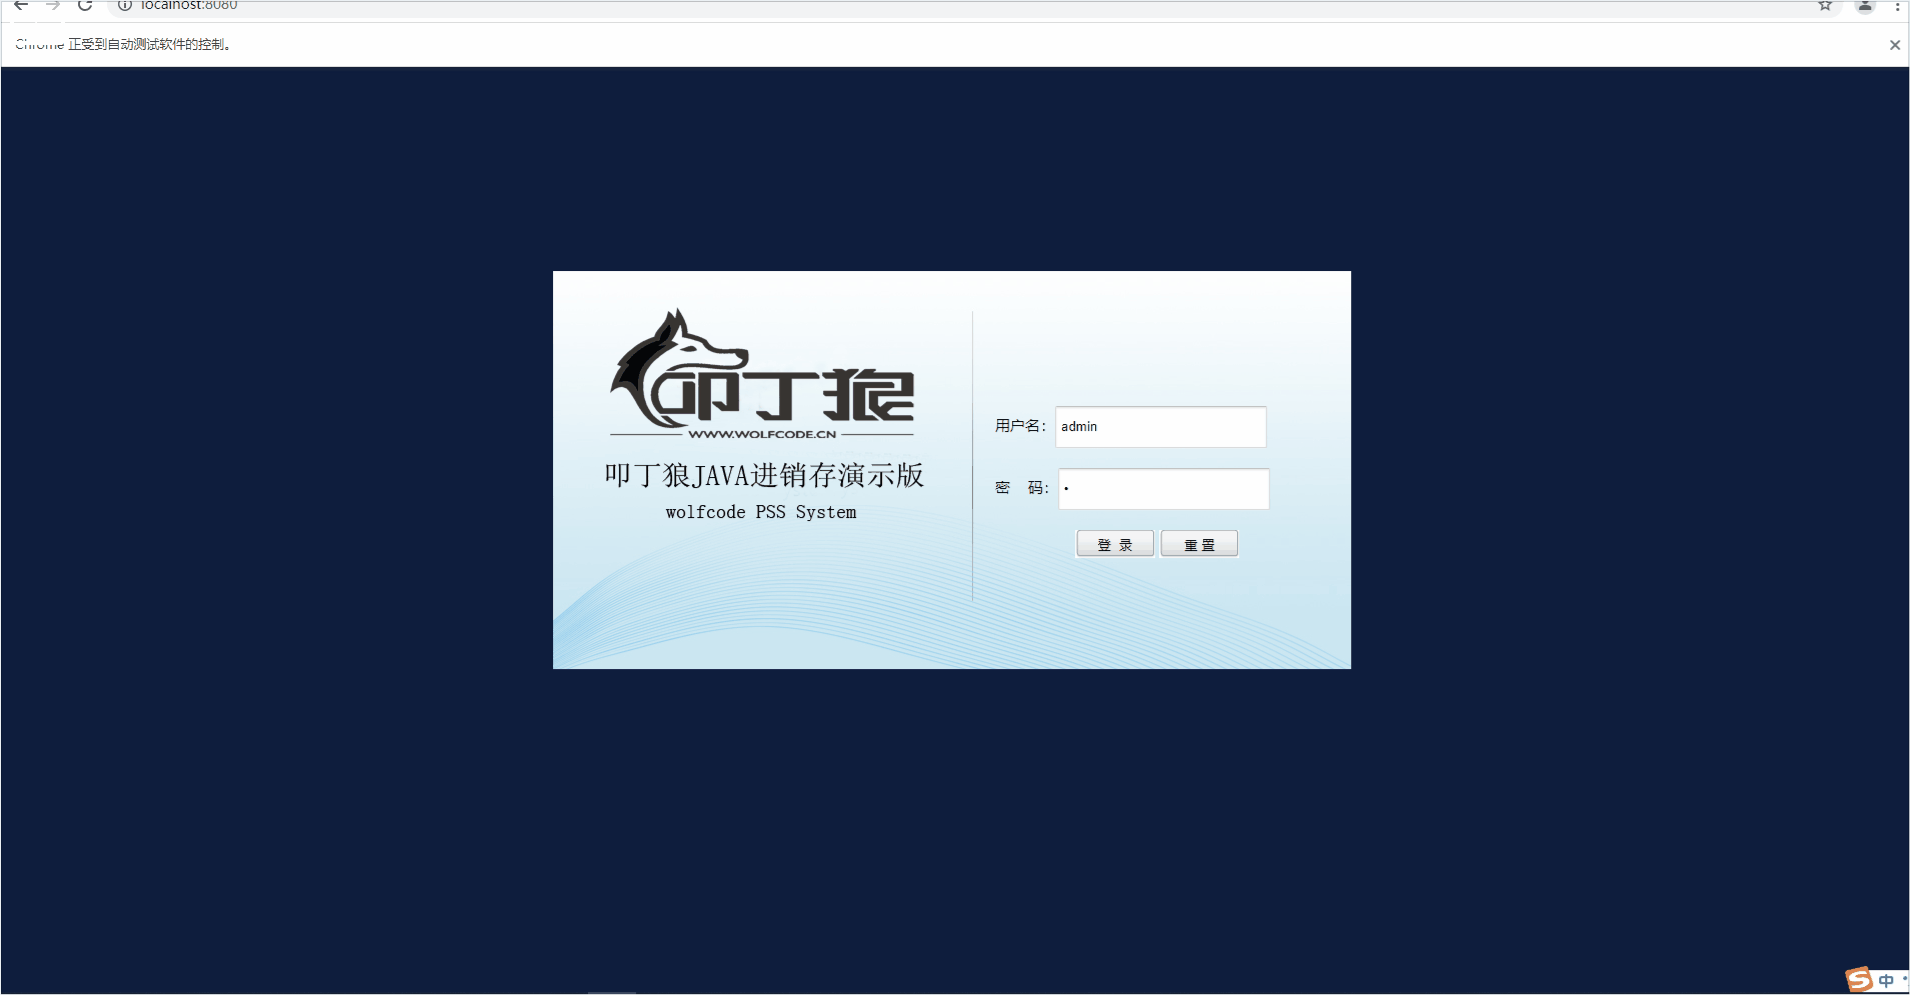 localhost:8080
Chrome 正受到自动测试软件的控制。
叩丁狼
WWW.WOLFCODE.CN
叩丁狼JAVA进销存演示版
wolfcode PSS System
用户名： admin
密 码： •
登 录 重 置
S 中